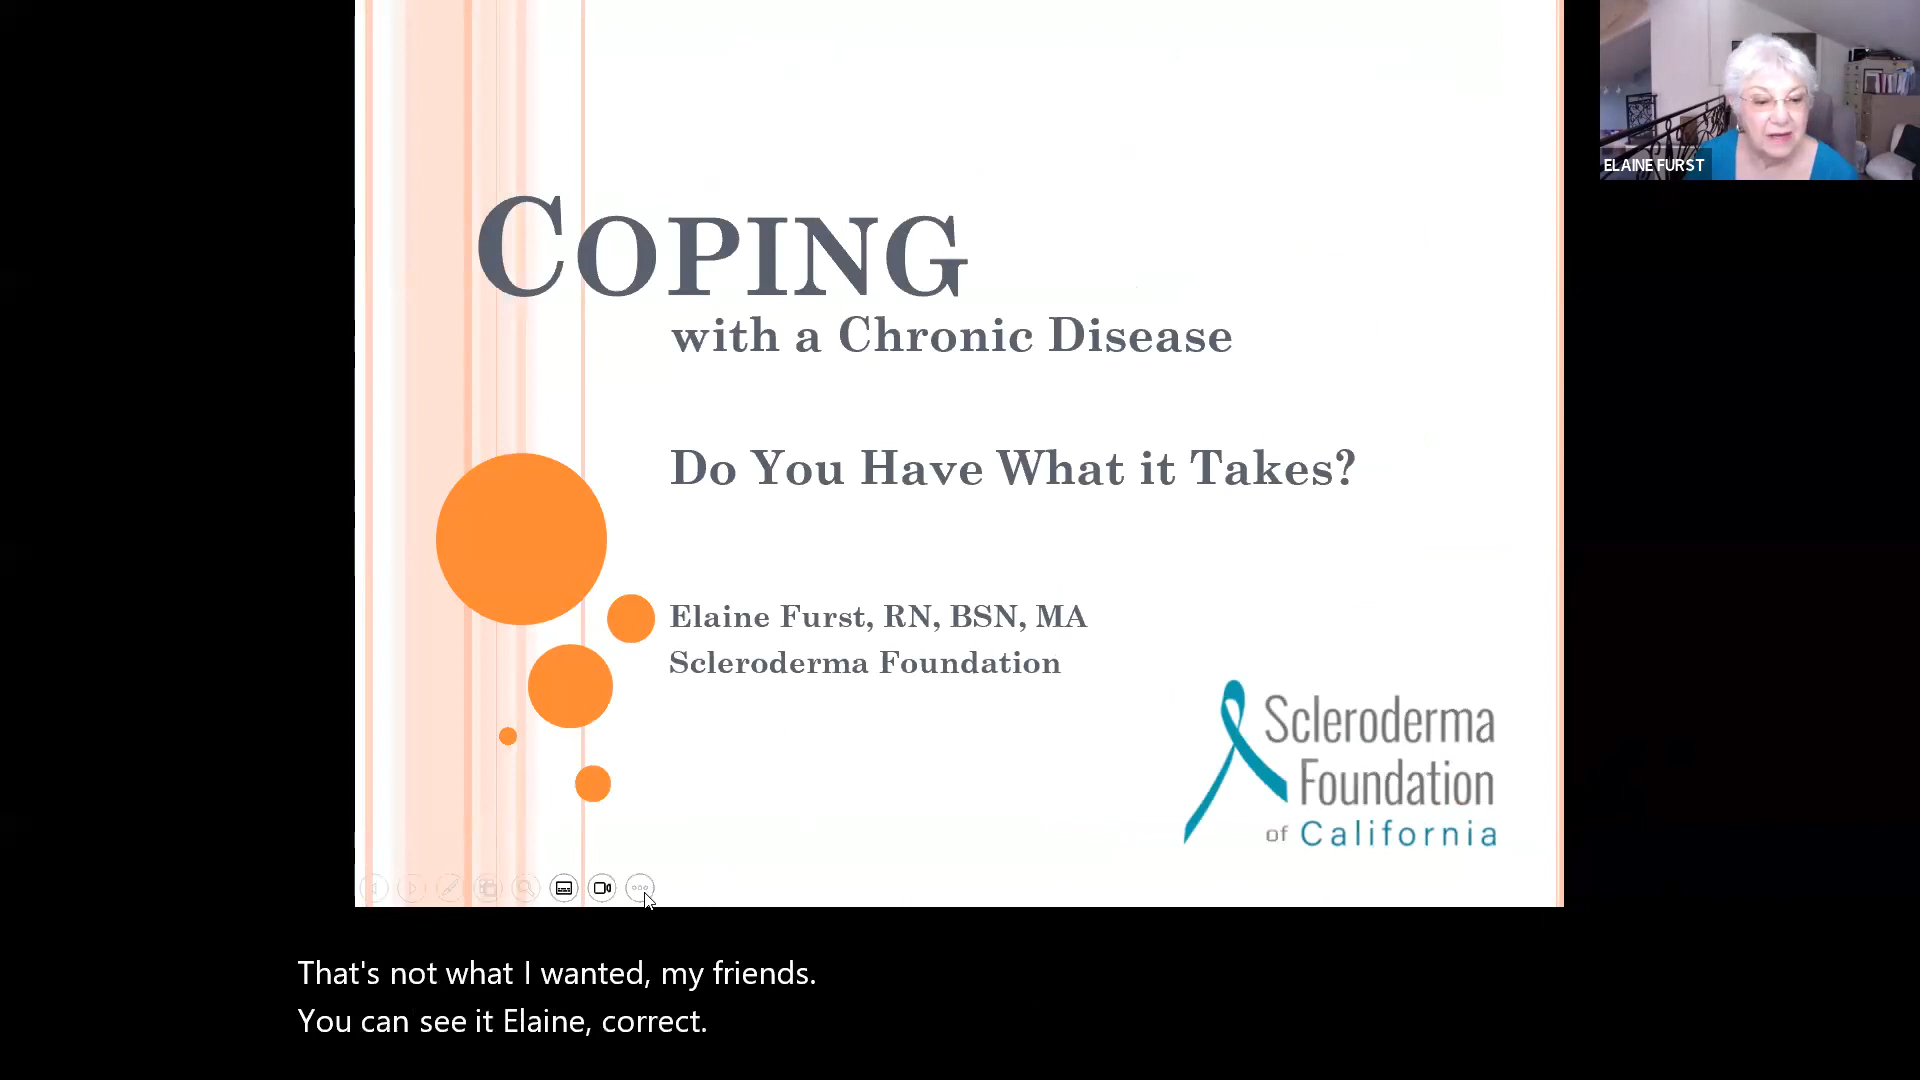 COPING
with a Chronic Disease
Do You Have What it Takes?
Elaine Furst, RN, BSN, MA
Scleroderma Foundation
Scleroderma
Foundation
of California
ELAINE FURST
That's not what I wanted, my friends.
You can see it Elaine, correct.